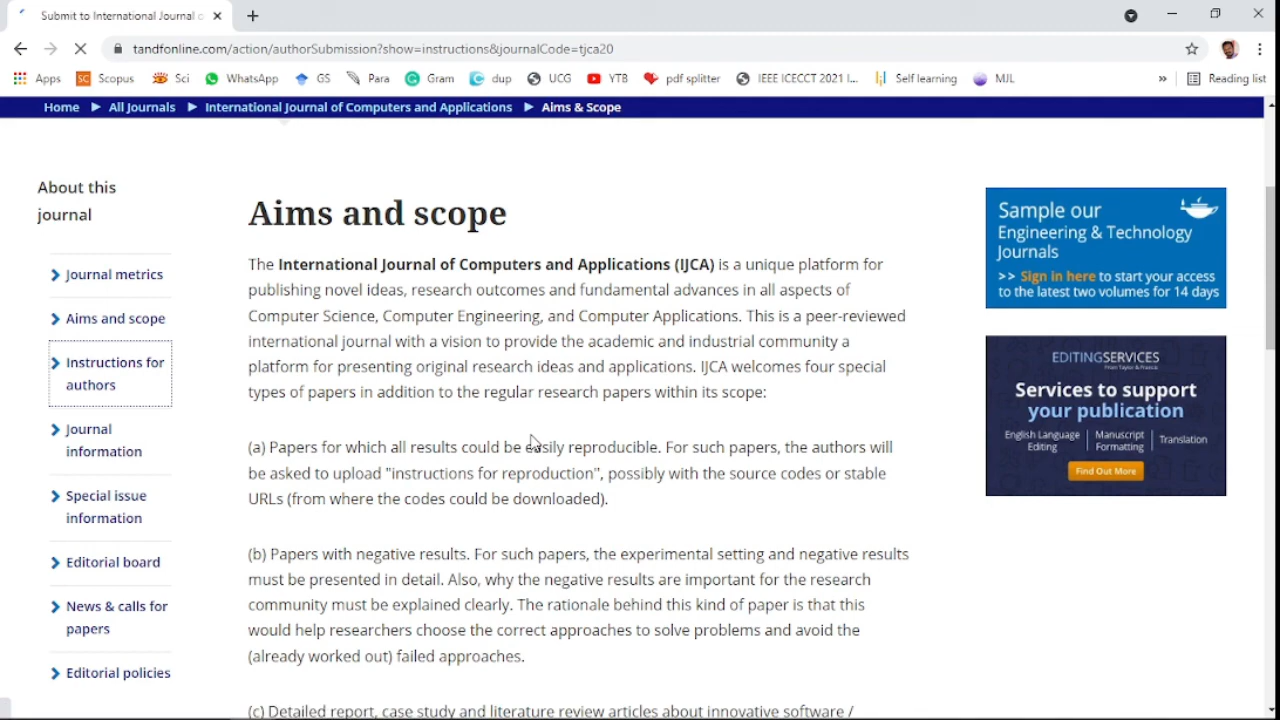 Submit to International Journal o
tandfonline.com/action/authorSubmission?show=instructions&journalCode=tjca20
Apps
Scopus
Sci
WhatsApp
GS
Para
Gram
dup
UCG
YTB
pdf splitter
IEEE ICECCT 2021 I...
Self learning
MJL
»
Reading list
Home
All Journals
International Journal of Computers and Applications
Aims & Scope
About this
journal
Journal metrics
Aims and scope
Instructions for
authors
Journal
information
Special issue
information
Editorial board
News & calls for
papers
Editorial policies
Aims and scope
The International Journal of Computers and Applications (IJCA) is a unique platform for
publishing novel ideas, research outcomes and fundamental advances in all aspects of
Computer Science, Computer Engineering, and Computer Applications. This is a peer-reviewed
international journal with a vision to provide the academic and industrial community a
platform for presenting original research ideas and applications. IJCA welcomes four special
types of papers in addition to the regular research papers within its scope:
(a) Papers for which all results could be easily reproducible. For such papers, the authors will
be asked to upload "instructions for reproduction", possibly with the source codes or stable
URLs (from where the codes could be downloaded).
(b) Papers with negative results. For such papers, the experimental setting and negative results
must be presented in detail. Also, why the negative results are important for the research
community must be explained clearly. The rationale behind this kind of paper is that this
would help researchers choose the correct approaches to solve problems and avoid the
(already worked out) failed approaches.
(c) Detailed report, case study and literature review articles about innovative software /
Sample our
Engineering & Technology
Journals
>> Sign in here to start your access
to the latest two volumes for 14 days
EDITINGSERVICES
From Taylor & Francis
Services to support
your publication
English Language
Editing
Manuscript
Formatting
Translation
Find Out More